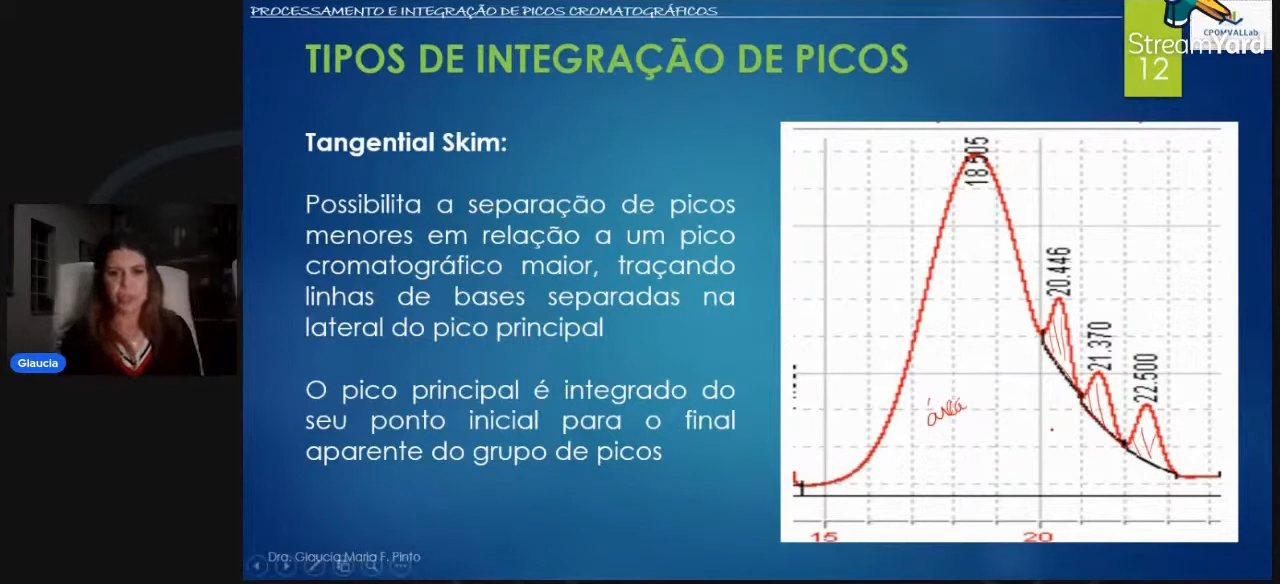 PROCESSAMENTO E INTEGRAÇÃO DE PICOS CROMATOGRÁFICOS
CPOMVALLab
StreamYard
TIPOS DE INTEGRAÇÃO DE PICOS
12
Tangential Skim:
Possibilita a separação de picos
menores em relação a um pico
cromatográfico maior, traçando
linhas de bases separadas na
lateral do pico principal
O pico principal é integrado do
seu ponto inicial para o final
aparente do grupo de picos
18.505
20.446
21.370
22.500
área
15
20
Glaucia
Dra. Glaucia Maria F. Pinto